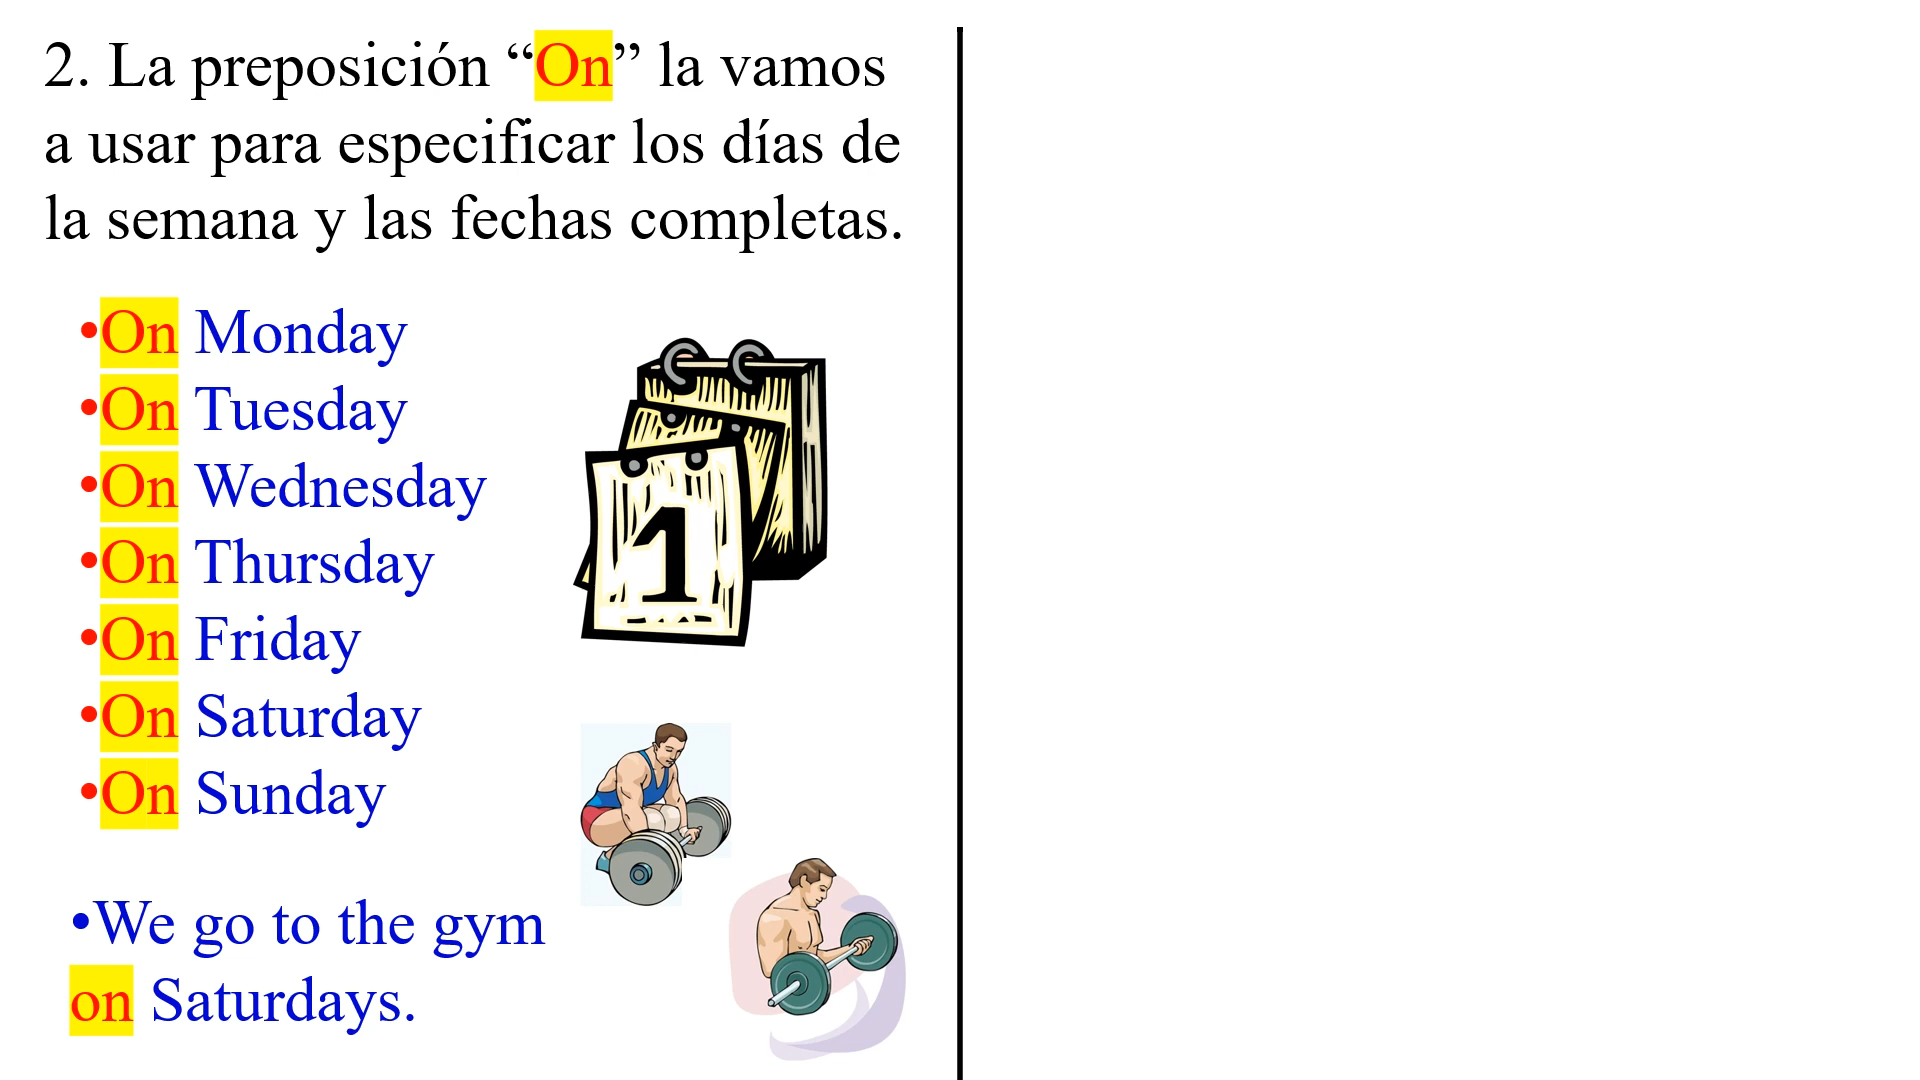 2. La preposición “On” la vamos
a usar para especificar los días de
la semana y las fechas completas.
•On Monday
•On Tuesday
•On Wednesday
•On Thursday
•On Friday
•On Saturday
•On Sunday
1
•We go to the gym
on Saturdays.